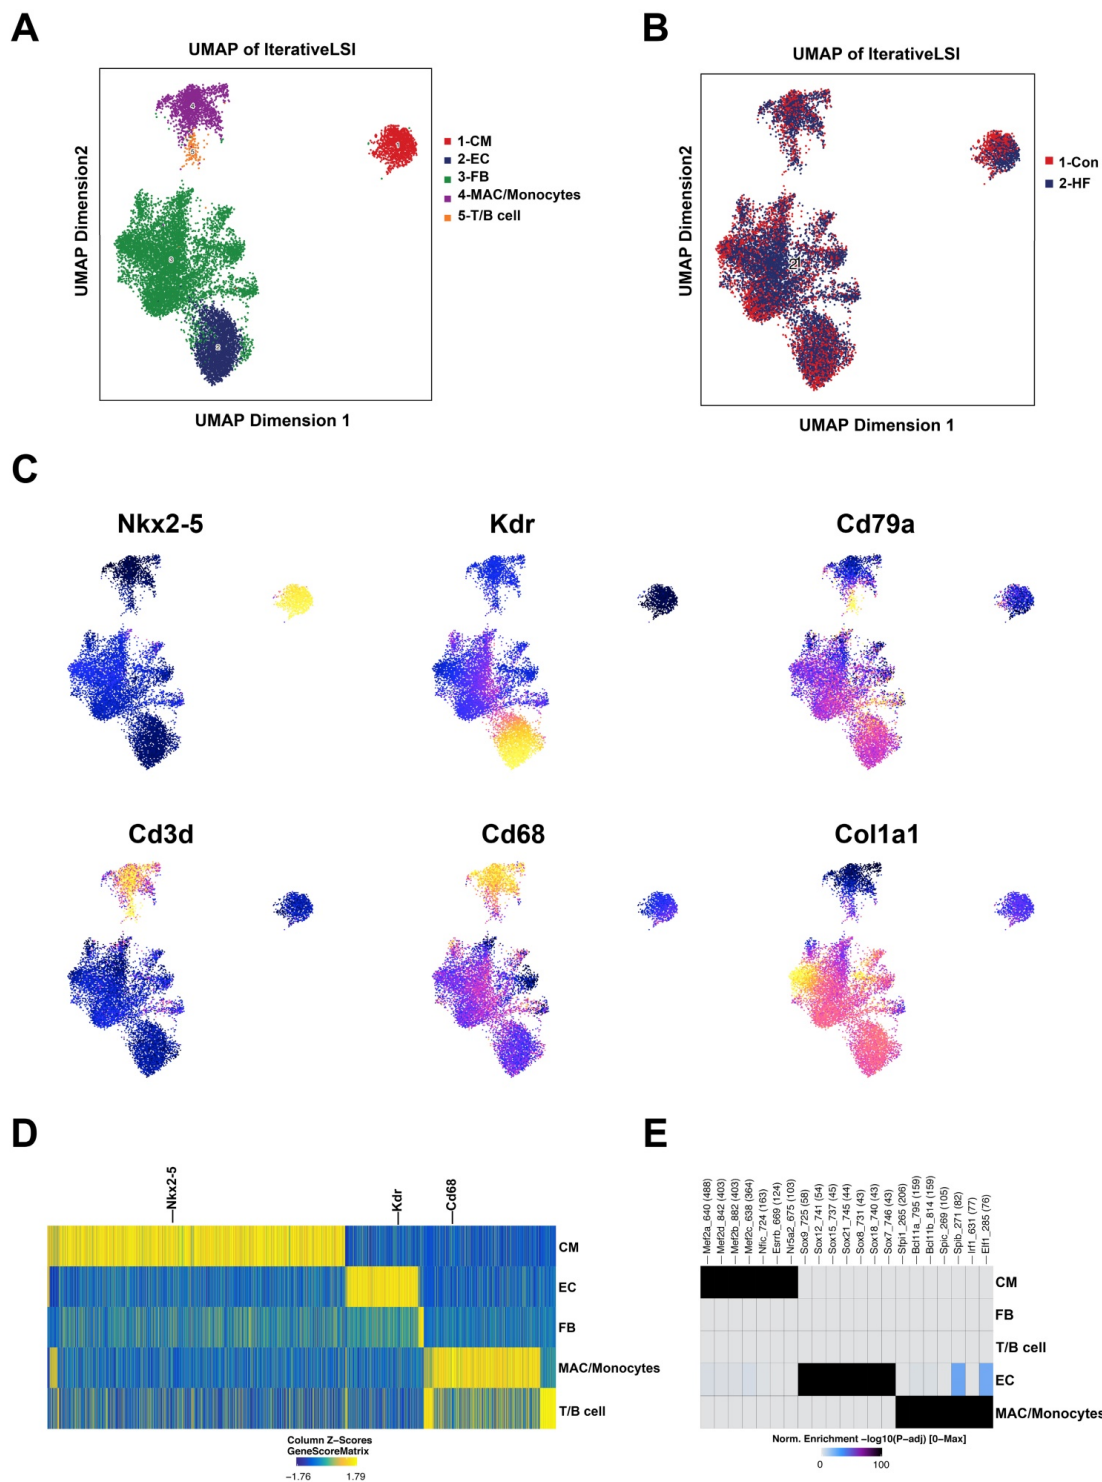 A
B
UMAP of IterativeLSI
UMAP of IterativeLSI
4
5
1
3
2
1-CM
2-EC
3-FB
4-MAC/Monocytes
5-T/B cell
1-Con
2-HF
UMAP Dimension2
UMAP Dimension2
UMAP Dimension 1
UMAP Dimension 1
C
Nkx2-5
Kdr
Cd79a
Cd3d
Cd68
Col1a1
D
E
Nkx2-5
Kdr
Cd68
CM
EC
FB
MAC/Monocytes
T/B cell
Column Z-Scores
GeneScoreMatrix
−1.76 1.79
Mef2a_640 (488)
Mef2d_842 (403)
Mef2b_882 (403)
Mef2c_638 (364)
Nfic_724 (163)
Esrrb_669 (124)
Nr5a2_675 (103)
Sox9_725 (58)
Sox12_741 (54)
Sox15_737 (45)
Sox21_745 (44)
Sox8_731 (43)
Sox18_740 (43)
Sox7_746 (43)
Sfpi1_265 (206)
Bcl11a_795 (159)
Bcl11b_814 (159)
Spic_269 (105)
Spib_271 (82)
Irf1_631 (77)
Elf1_285 (76)
CM
FB
T/B cell
EC
MAC/Monocytes
Norm. Enrichment −log10(P−adj) [0−Max]
0 100